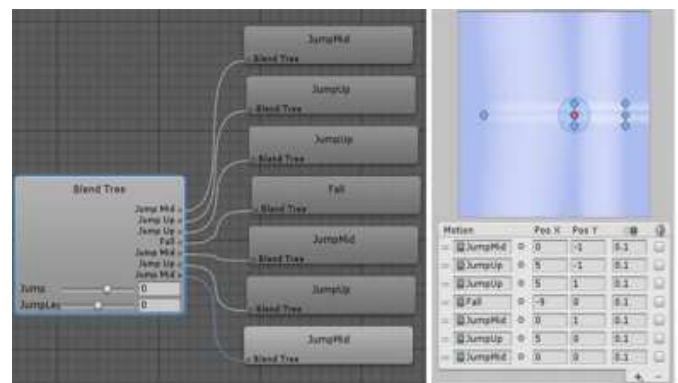 JumpMid
Blend Tree
JumpUp
Blend Tree
JumpUp
Blend Tree
Fall
Blend Tree
JumpMid
Blend Tree
JumpUp
Blend Tree
JumpMid
Blend Tree
Blend Tree
Jump Mid
Jump Up
Jump Up
Fall
Jump Mid
Jump Up
Jump Mid
Jump 0
JumpLeg 0
Motion Pos X Pos Y
JumpMid 0 -1 0.1
JumpUp 5 -1 0.1
JumpUp 5 1 0.1
Fall -9 0 0.1
JumpMid 0 1 0.1
JumpUp 5 0 0.1
JumpMid 0 0 0.1
+ -